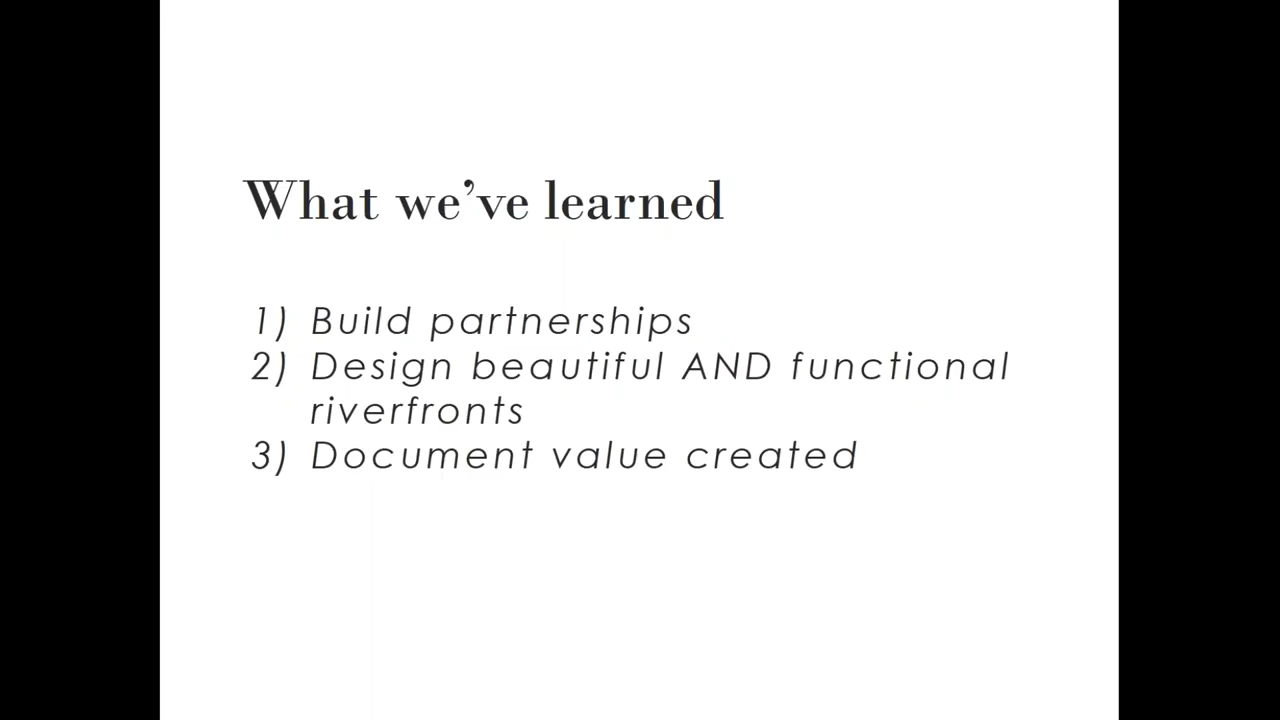 What we’ve learned
1) Build partnerships
2) Design beautiful AND functional
riverfronts
3) Document value created